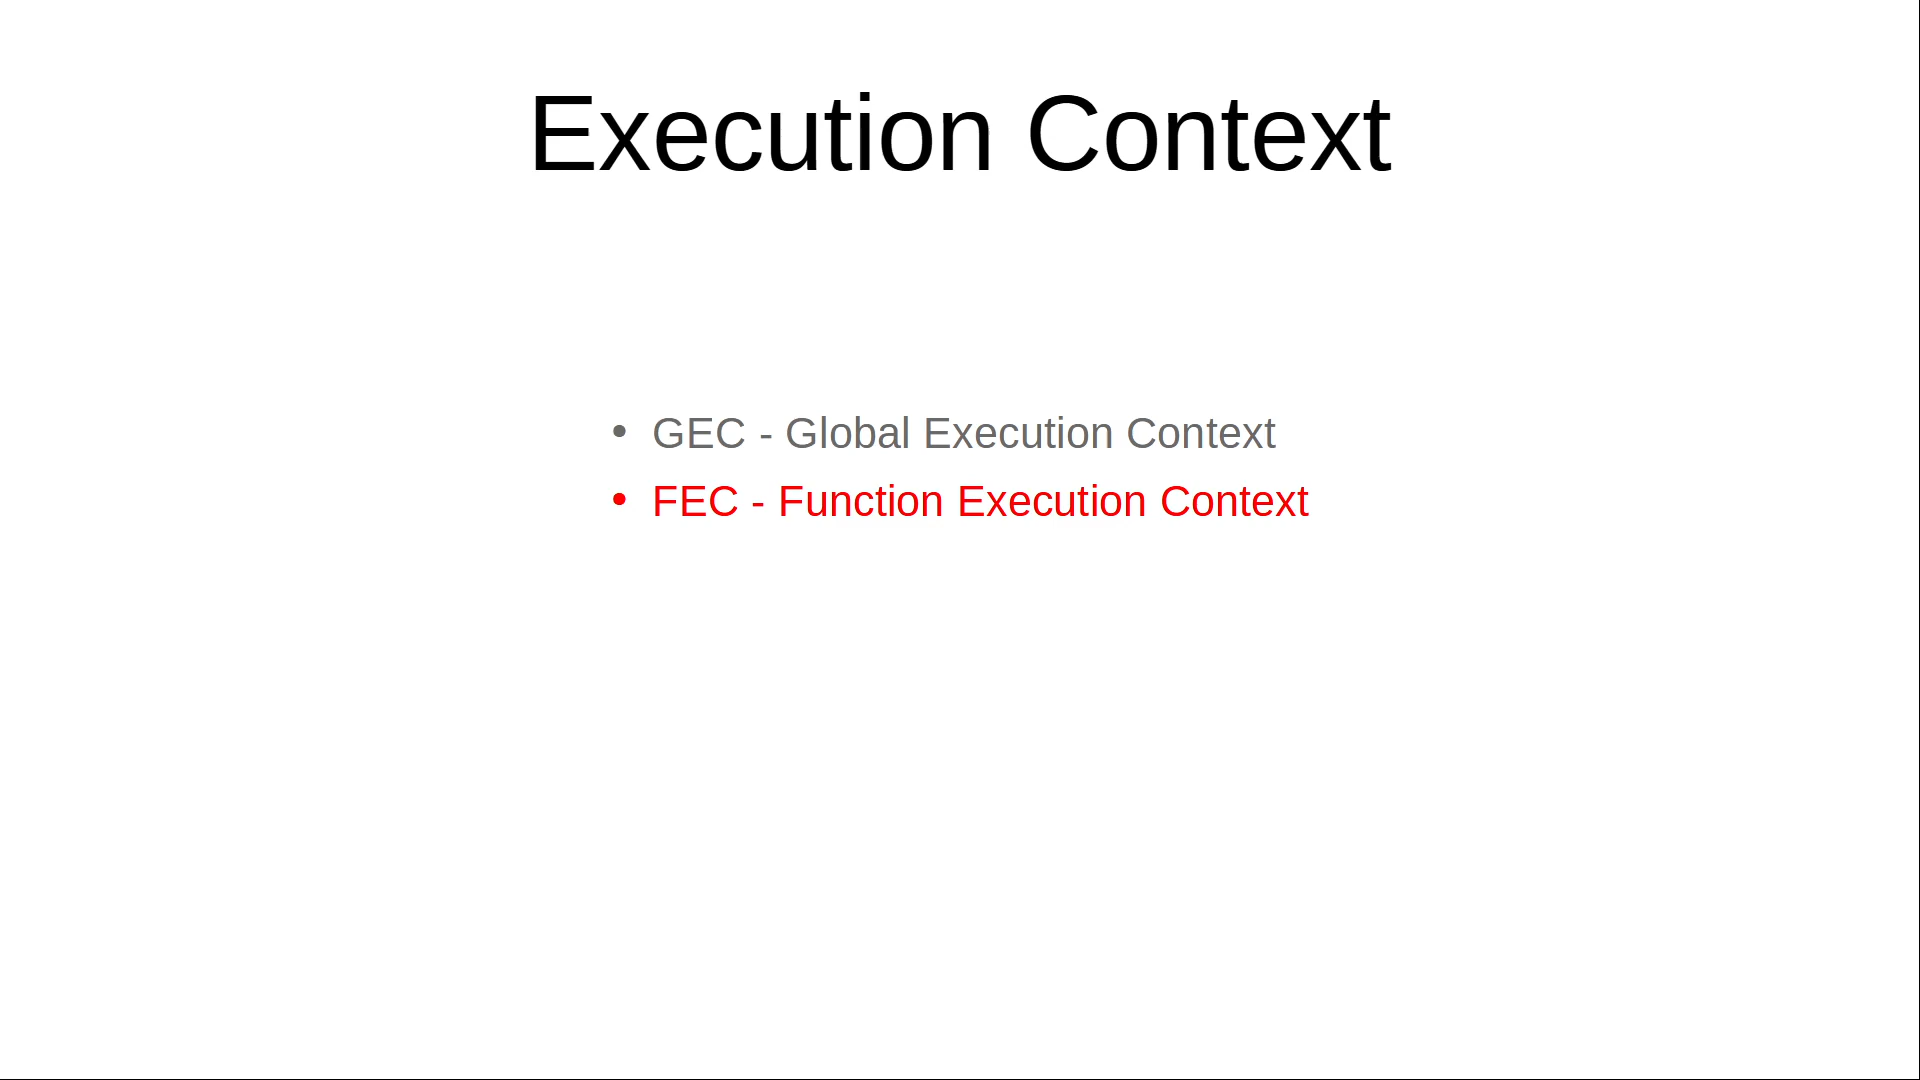 Execution Context
• GEC - Global Execution Context
• FEC - Function Execution Context